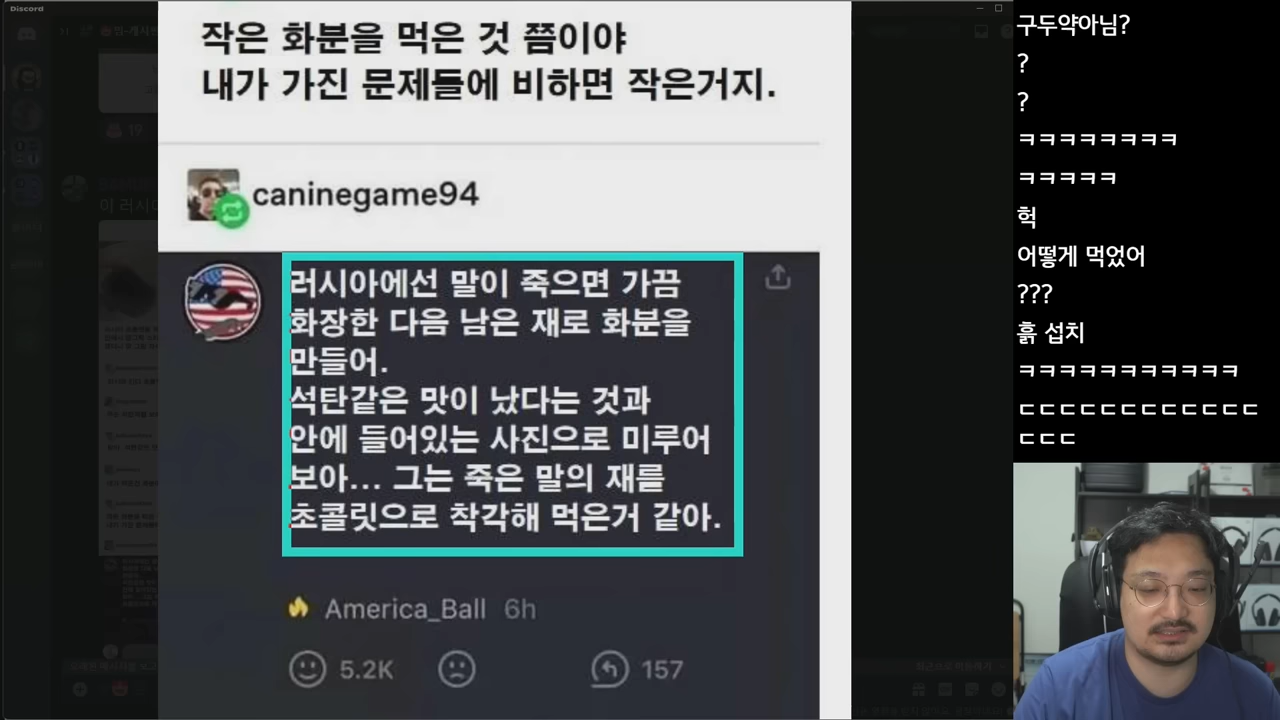 Discord
작은 화분을 먹은 것 쯤이야
내가 가진 문제들에 비하면 작은거지.
caninegame94
러시아에선 말이 죽으면 가끔
화장한 다음 남은 재로 화분을
만들어.
석탄같은 맛이 났다는 것과
안에 들어있는 사진으로 미루어
보아... 그는 죽은 말의 재를
초콜릿으로 착각해 먹은거 같아.
America_Ball 6h
5.2K
157
19
이 러시
구두약아님?
?
?
ㅋㅋㅋㅋㅋㅋㅋㅋ
ㅋㅋㅋㅋㅋ
헉
어떻게 먹었어
???
흙 섭치
ㅋㅋㅋㅋㅋㅋㅋㅋㅋㅋㅋ
ㄷㄷㄷㄷㄷㄷㄷㄷㄷㄷㄷㄷ
ㄷㄷㄷ